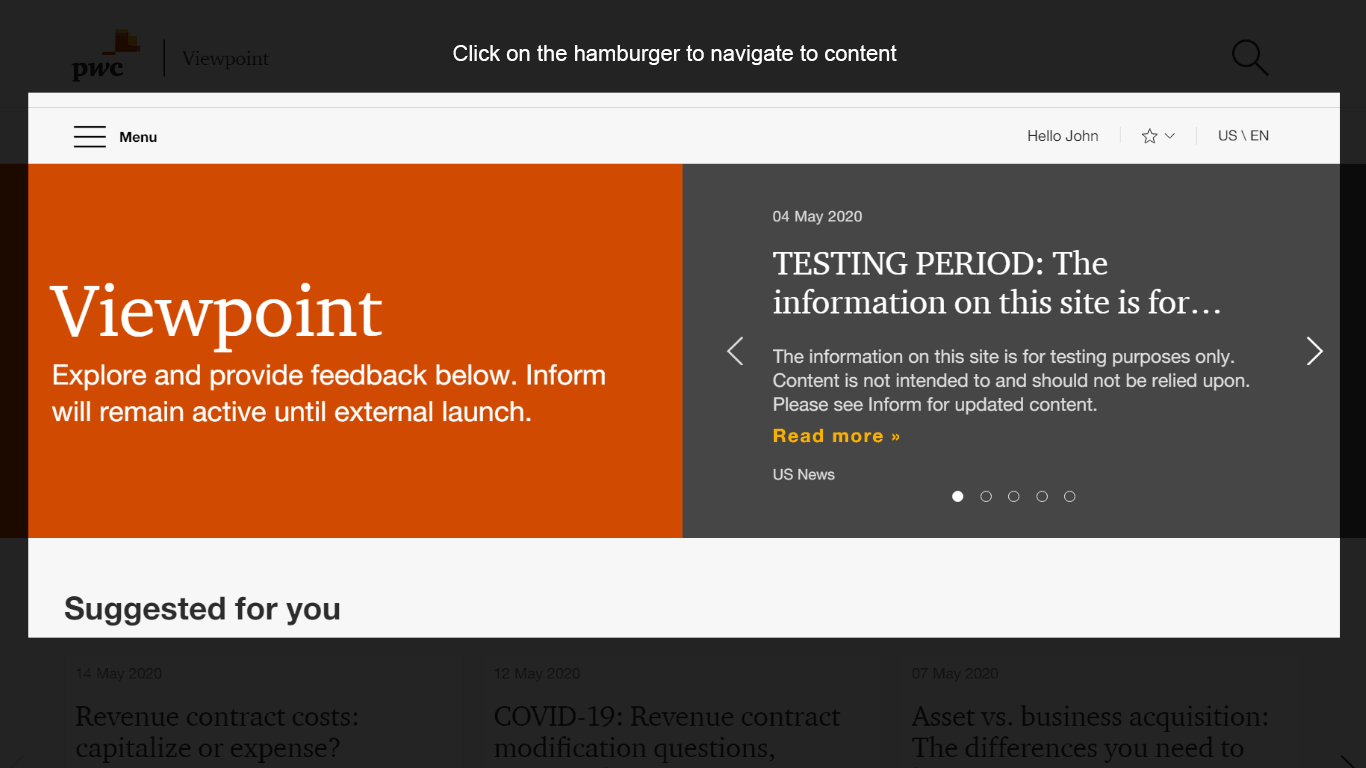 pwc
Viewpoint
Click on the hamburger to navigate to content
Menu
Hello John
US \ EN
Viewpoint
Explore and provide feedback below. Inform
will remain active until external launch.
04 May 2020
TESTING PERIOD: The
information on this site is for…
The information on this site is for testing purposes only.
Content is not intended to and should not be relied upon.
Please see Inform for updated content.
Read more »
US News
Suggested for you
14 May 2020
Revenue contract costs:
capitalize or expense?
12 May 2020
COVID-19: Revenue contract
modification questions,
07 May 2020
Asset vs. business acquisition:
The differences you need to